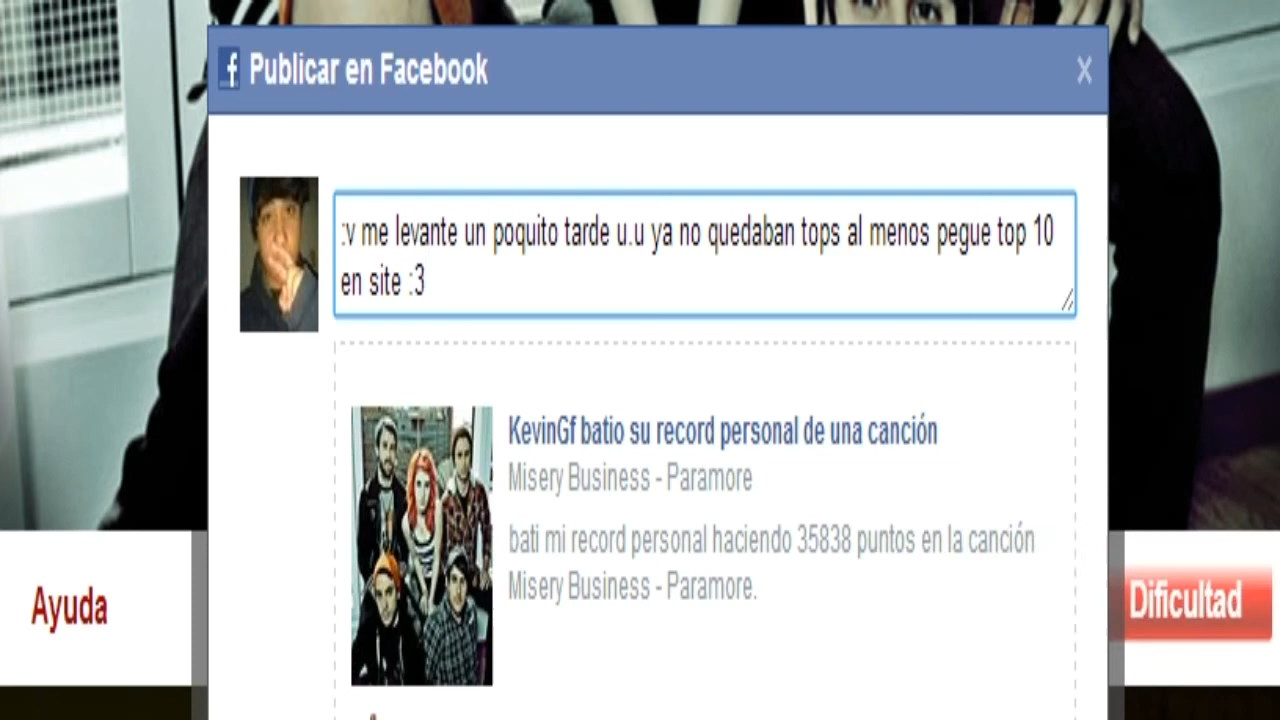 f Publicar en Facebook x
:v me levante un poquito tarde u.u ya no quedaban tops al menos pegue top 10
en site :3
KevinGf batio su record personal de una canción
Misery Business - Paramore
bati mi record personal haciendo 35838 puntos en la canción
Misery Business - Paramore.
Ayuda
Dificultad